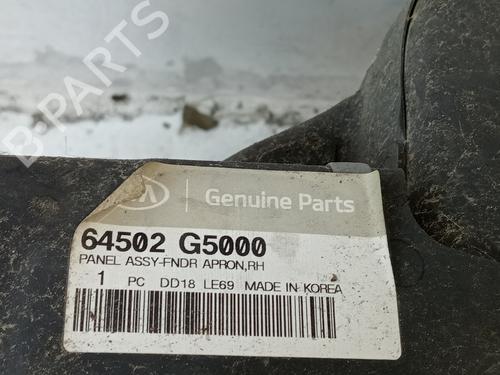 B-PARTS
Genuine Parts
64502 G5000
PANEL ASSY-FNDR APRON,RH
1 PC DD18 LE69 MADE IN KOREA